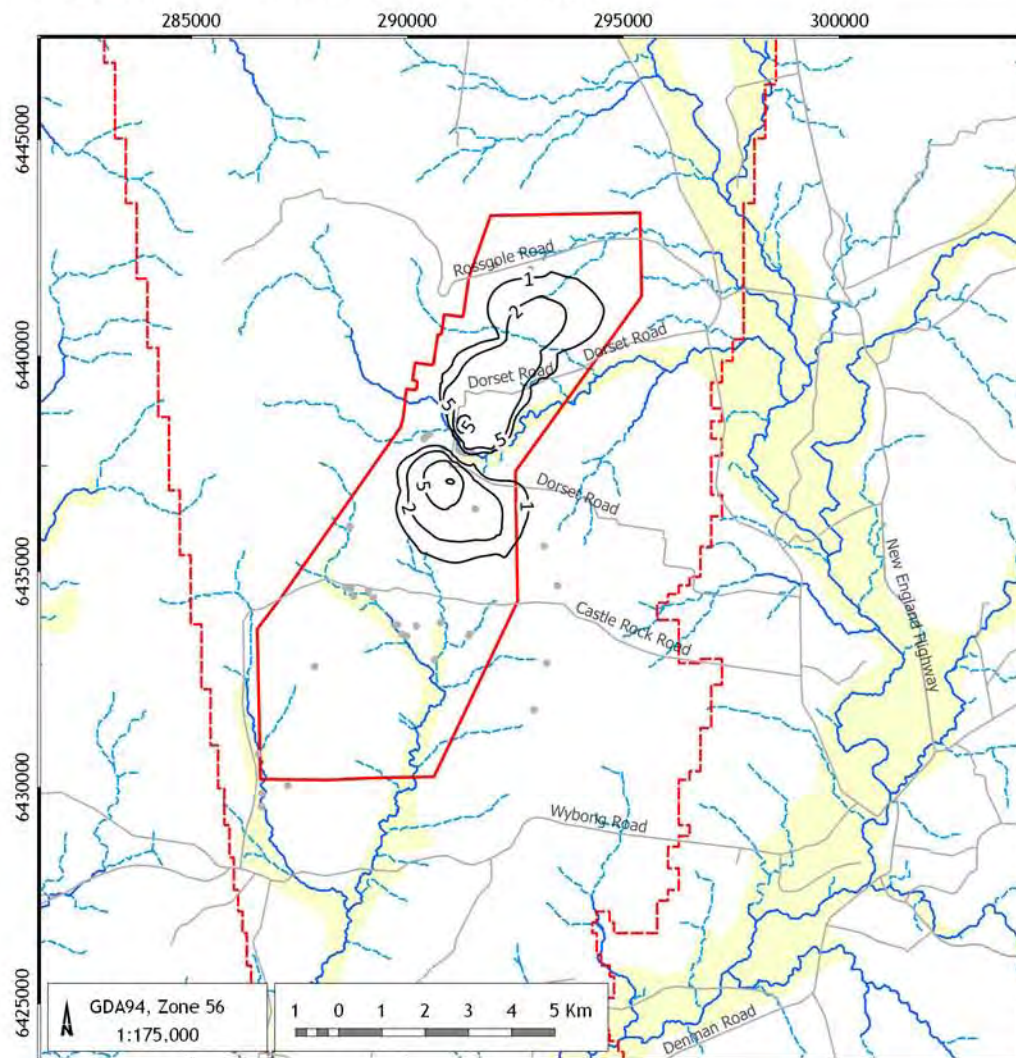 285000 290000 295000 300000
6445000
6440000
6435000
6430000
6425000
Rossgole Road
1
2
Dorset Road
Dorset Road
5
5
5
5
2
1
Dorset Road
Castle Rock Road
New England Highway
Wybong Road
Denman Road
N
GDA94, Zone 56
1:175.000
1 0 1 2 3 4 5 Km